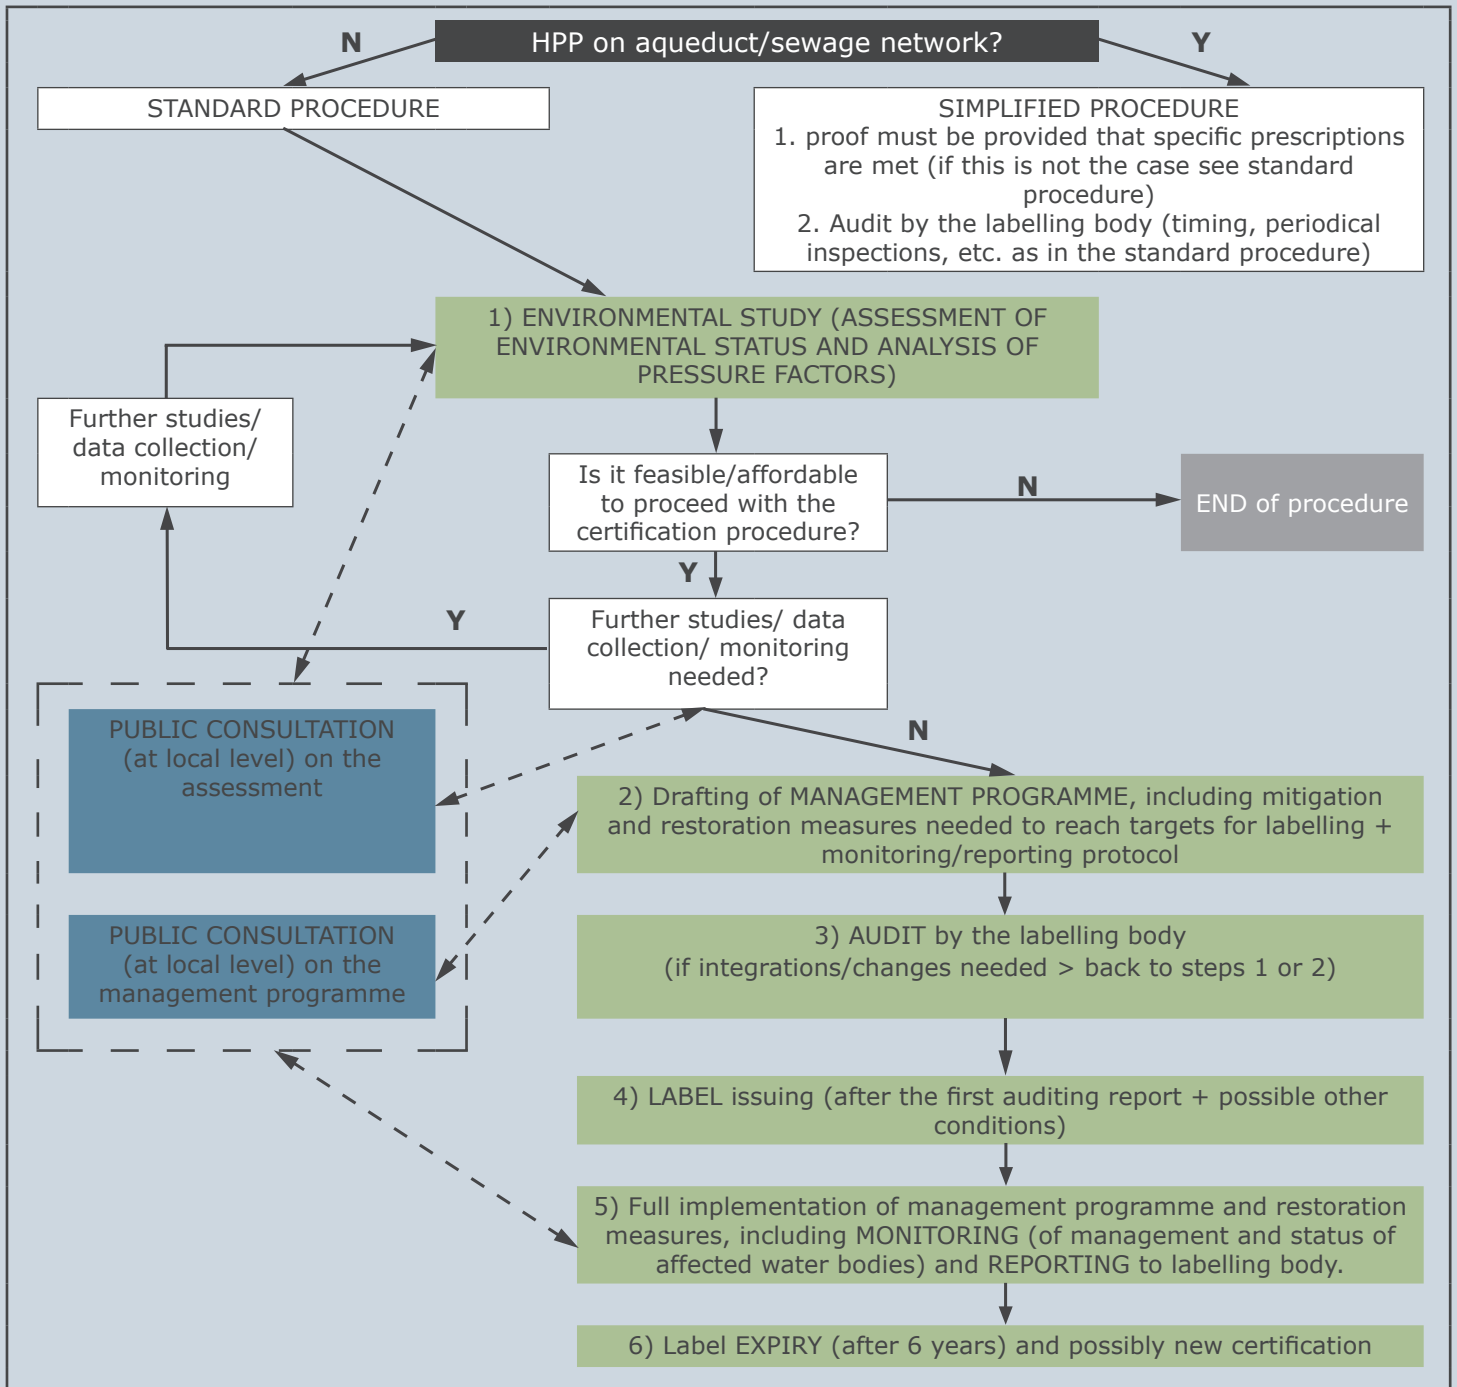 HPP on aqueduct/sewage network?
N
Y
STANDARD PROCEDURE
SIMPLIFIED PROCEDURE
1. proof must be provided that specific prescriptions
are met (if this is not the case see standard
procedure)
2. Audit by the labelling body (timing, periodical
inspections, etc. as in the standard procedure)
1) ENVIRONMENTAL STUDY (ASSESSMENT OF
ENVIRONMENTAL STATUS AND ANALYSIS OF
PRESSURE FACTORS)
Further studies/
data collection/
monitoring
Is it feasible/affordable
to proceed with the
certification procedure?
N
END of procedure
Y
Y
Further studies/ data
collection/ monitoring
needed?
N
PUBLIC CONSULTATION
(at local level) on the
assessment
2) Drafting of MANAGEMENT PROGRAMME, including mitigation
and restoration measures needed to reach targets for labelling +
monitoring/reporting protocol
PUBLIC CONSULTATION
(at local level) on the
management programme
3) AUDIT by the labelling body
(if integrations/changes needed > back to steps 1 or 2)
4) LABEL issuing (after the first auditing report + possible other
conditions)
5) Full implementation of management programme and restoration
measures, including MONITORING (of management and status of
affected water bodies) and REPORTING to labelling body.
6) Label EXPIRY (after 6 years) and possibly new certification